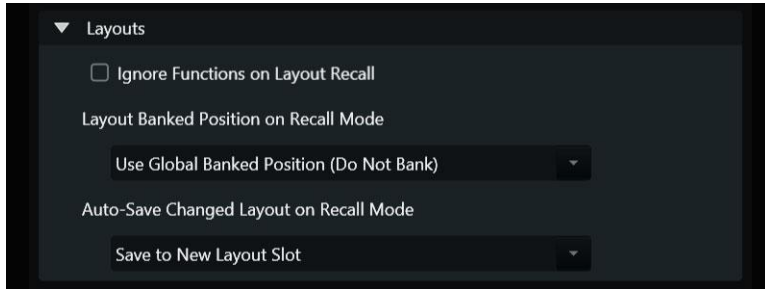 Layouts
Ignore Functions on Layout Recall
Layout Banked Position on Recall Mode
Use Global Banked Position (Do Not Bank)
Auto-Save Changed Layout on Recall Mode
Save to New Layout Slot